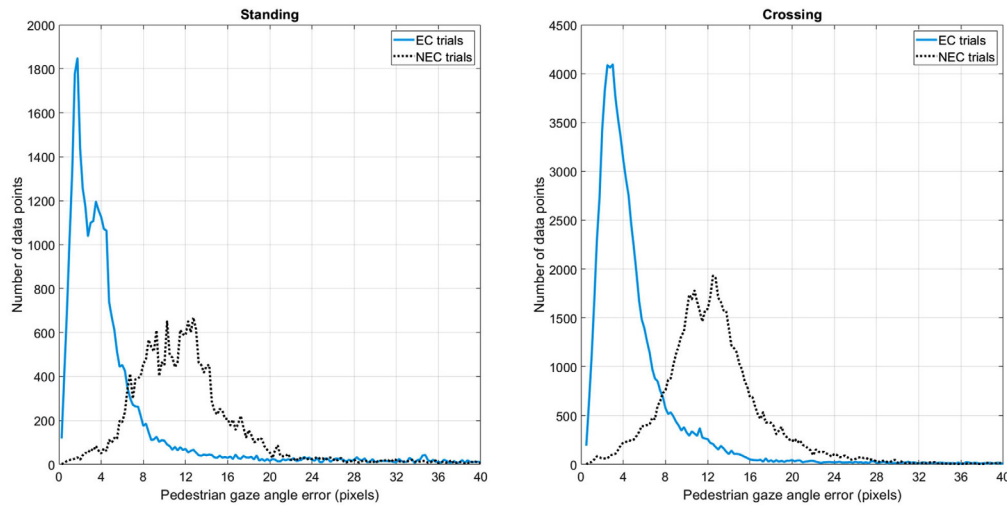 Standing
2000
1800
1600
1400
1200
1000
800
600
400
200
0
Number of data points
EC trials
NEC trials
0 4 8 12 16 20 24 28 32 36 40
Pedestrian gaze angle error (pixels)
Crossing
4500
4000
3500
3000
2500
2000
1500
1000
500
0
Number of data points
EC trials
NEC trials
0 4 8 12 16 20 24 28 32 36 40
Pedestrian gaze angle error (pixels)